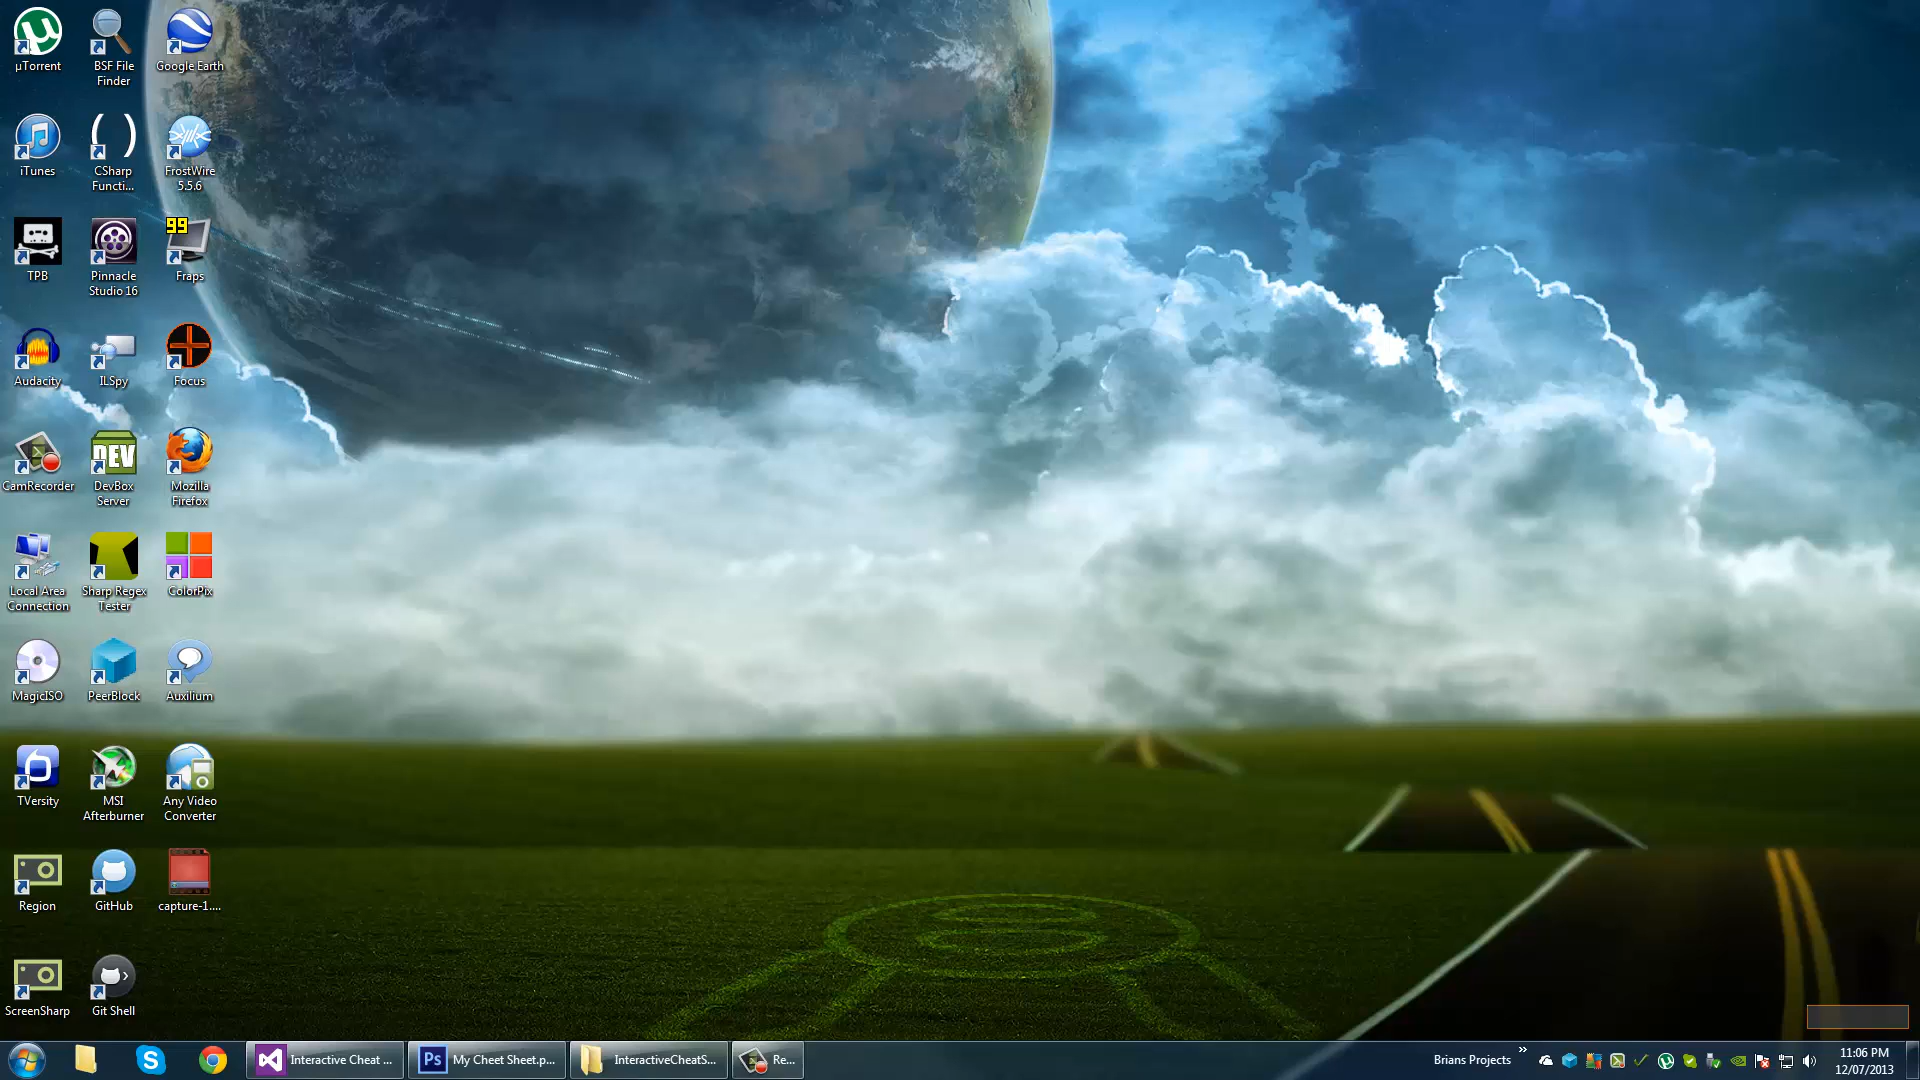 µTorrent
BSF File
Finder
Google Earth
iTunes
CSharp
Functi...
FrostWire
5.5.6
TPB
Pinnacle
Studio 16
99
Fraps
Audacity
ILSpy
Focus
CamRecorder
DEV
DevBox
Server
Mozilla
Firefox
Local Area
Connection
Sharp Regex
Tester
ColorPix
MagicISO
PeerBlock
Auxilium
TVersity
MSI
Afterburner
Any Video
Converter
Region
GitHub
capture-1....
ScreenSharp
Git Shell
Interactive Cheat ...
Ps
My Cheet Sheet.p...
InteractiveCheatS...
Re...
Brians Projects
11:06 PM
12/07/2013